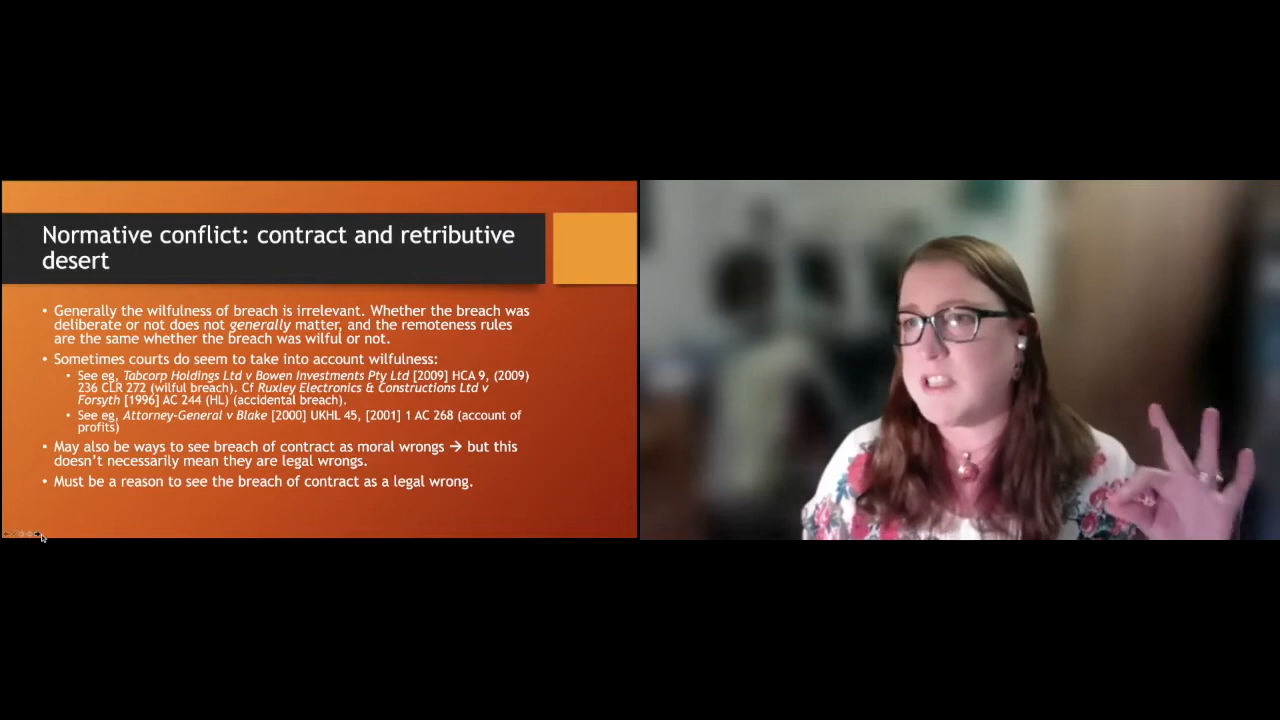 Normative conflict: contract and retributive
desert
• Generally the wilfulness of breach is irrelevant. Whether the breach was
deliberate or not does not generally matter, and the remoteness rules
are the same whether the breach was wilful or not.
• Sometimes courts do seem to take into account wilfulness:
• See eg, Tabcorp Holdings Ltd v Bowen Investments Pty Ltd [2009] HCA 9, (2009)
236 CLR 272 (wilful breach). Cf Ruxley Electronics & Constructions Ltd v
Forsyth [1996] AC 244 (HL) (accidental breach).
• See eg, Attorney-General v Blake [2000] UKHL 45, [2001] 1 AC 268 (account of
profits)
• May also be ways to see breach of contract as moral wrongs → but this
doesn't necessarily mean they are legal wrongs.
• Must be a reason to see the breach of contract as a legal wrong.